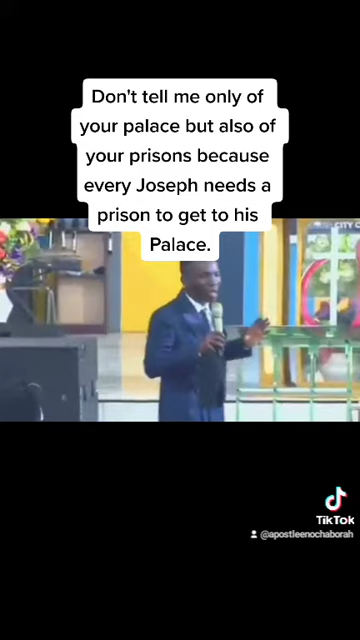 Don't tell me only of
your palace but also of
your prisons because
every Joseph needs a
prison to get to his
Palace.
CITY C
TikTok
@apostleenochaborah